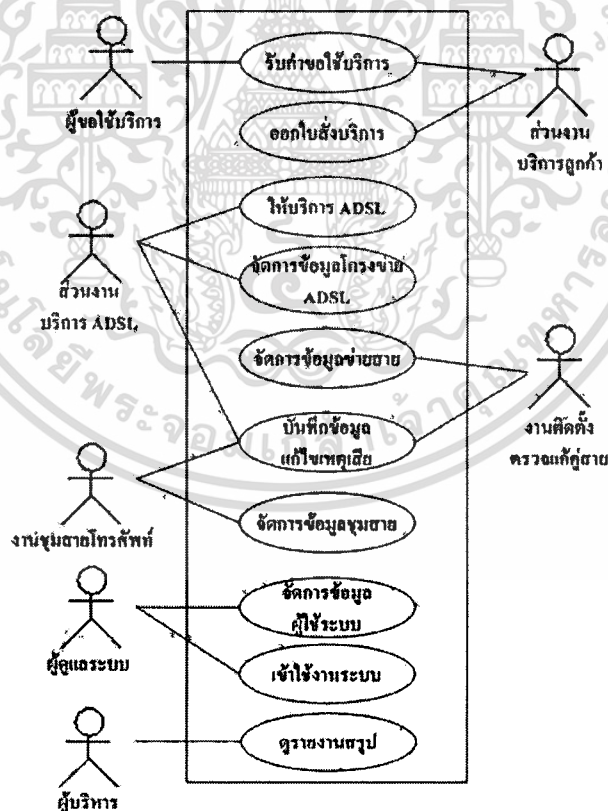 รับคำขอใช้บริการ
ผู้ขอใช้บริการ
ออกใบสั่งบริการ
ส่วนงาน
บริการลูกค้า
ให้บริการ ADSL
ส่วนงาน
บริการ ADSL
จัดการข้อมูลโครงข่าย
ADSL
จัดการข้อมูลข่ายสาย
บันทึกข้อมูล
แก้ไขเหตุเสีย
งานติดตั้ง
ตรวจแก้คู่สาย
งานชุมสายโทรศัพท์
จัดการข้อมูลชุมสาย
จัดการข้อมูล
ผู้ใช้ระบบ
ผู้ดูแลระบบ
เข้าใช้งานระบบ
ดูรายงานสรุป
ผู้บริหาร